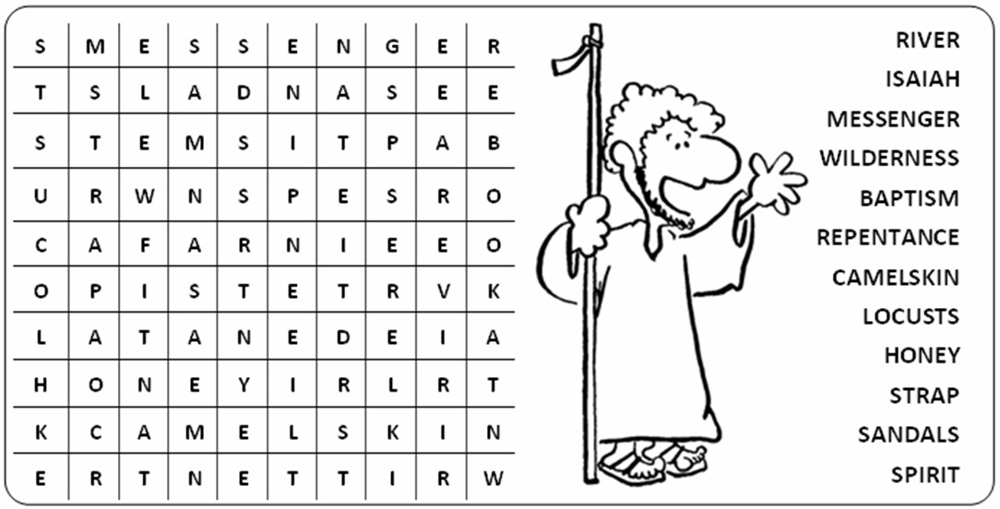 S M E S S E N G E R
T S L A D N A S E E
S T E M S I T P A B
U R W N S P E S R O
C A F A R N I E E O
O P I S T E T R V K
L A T A N E D E I A
H O N E Y I R L R T
K C A M E L S K I N
E R T N E T T I R W
RIVER
ISAIAH
MESSENGER
WILDERNESS
BAPTISM
REPENTANCE
CAMELSKIN
LOCUSTS
HONEY
STRAP
SANDALS
SPIRIT